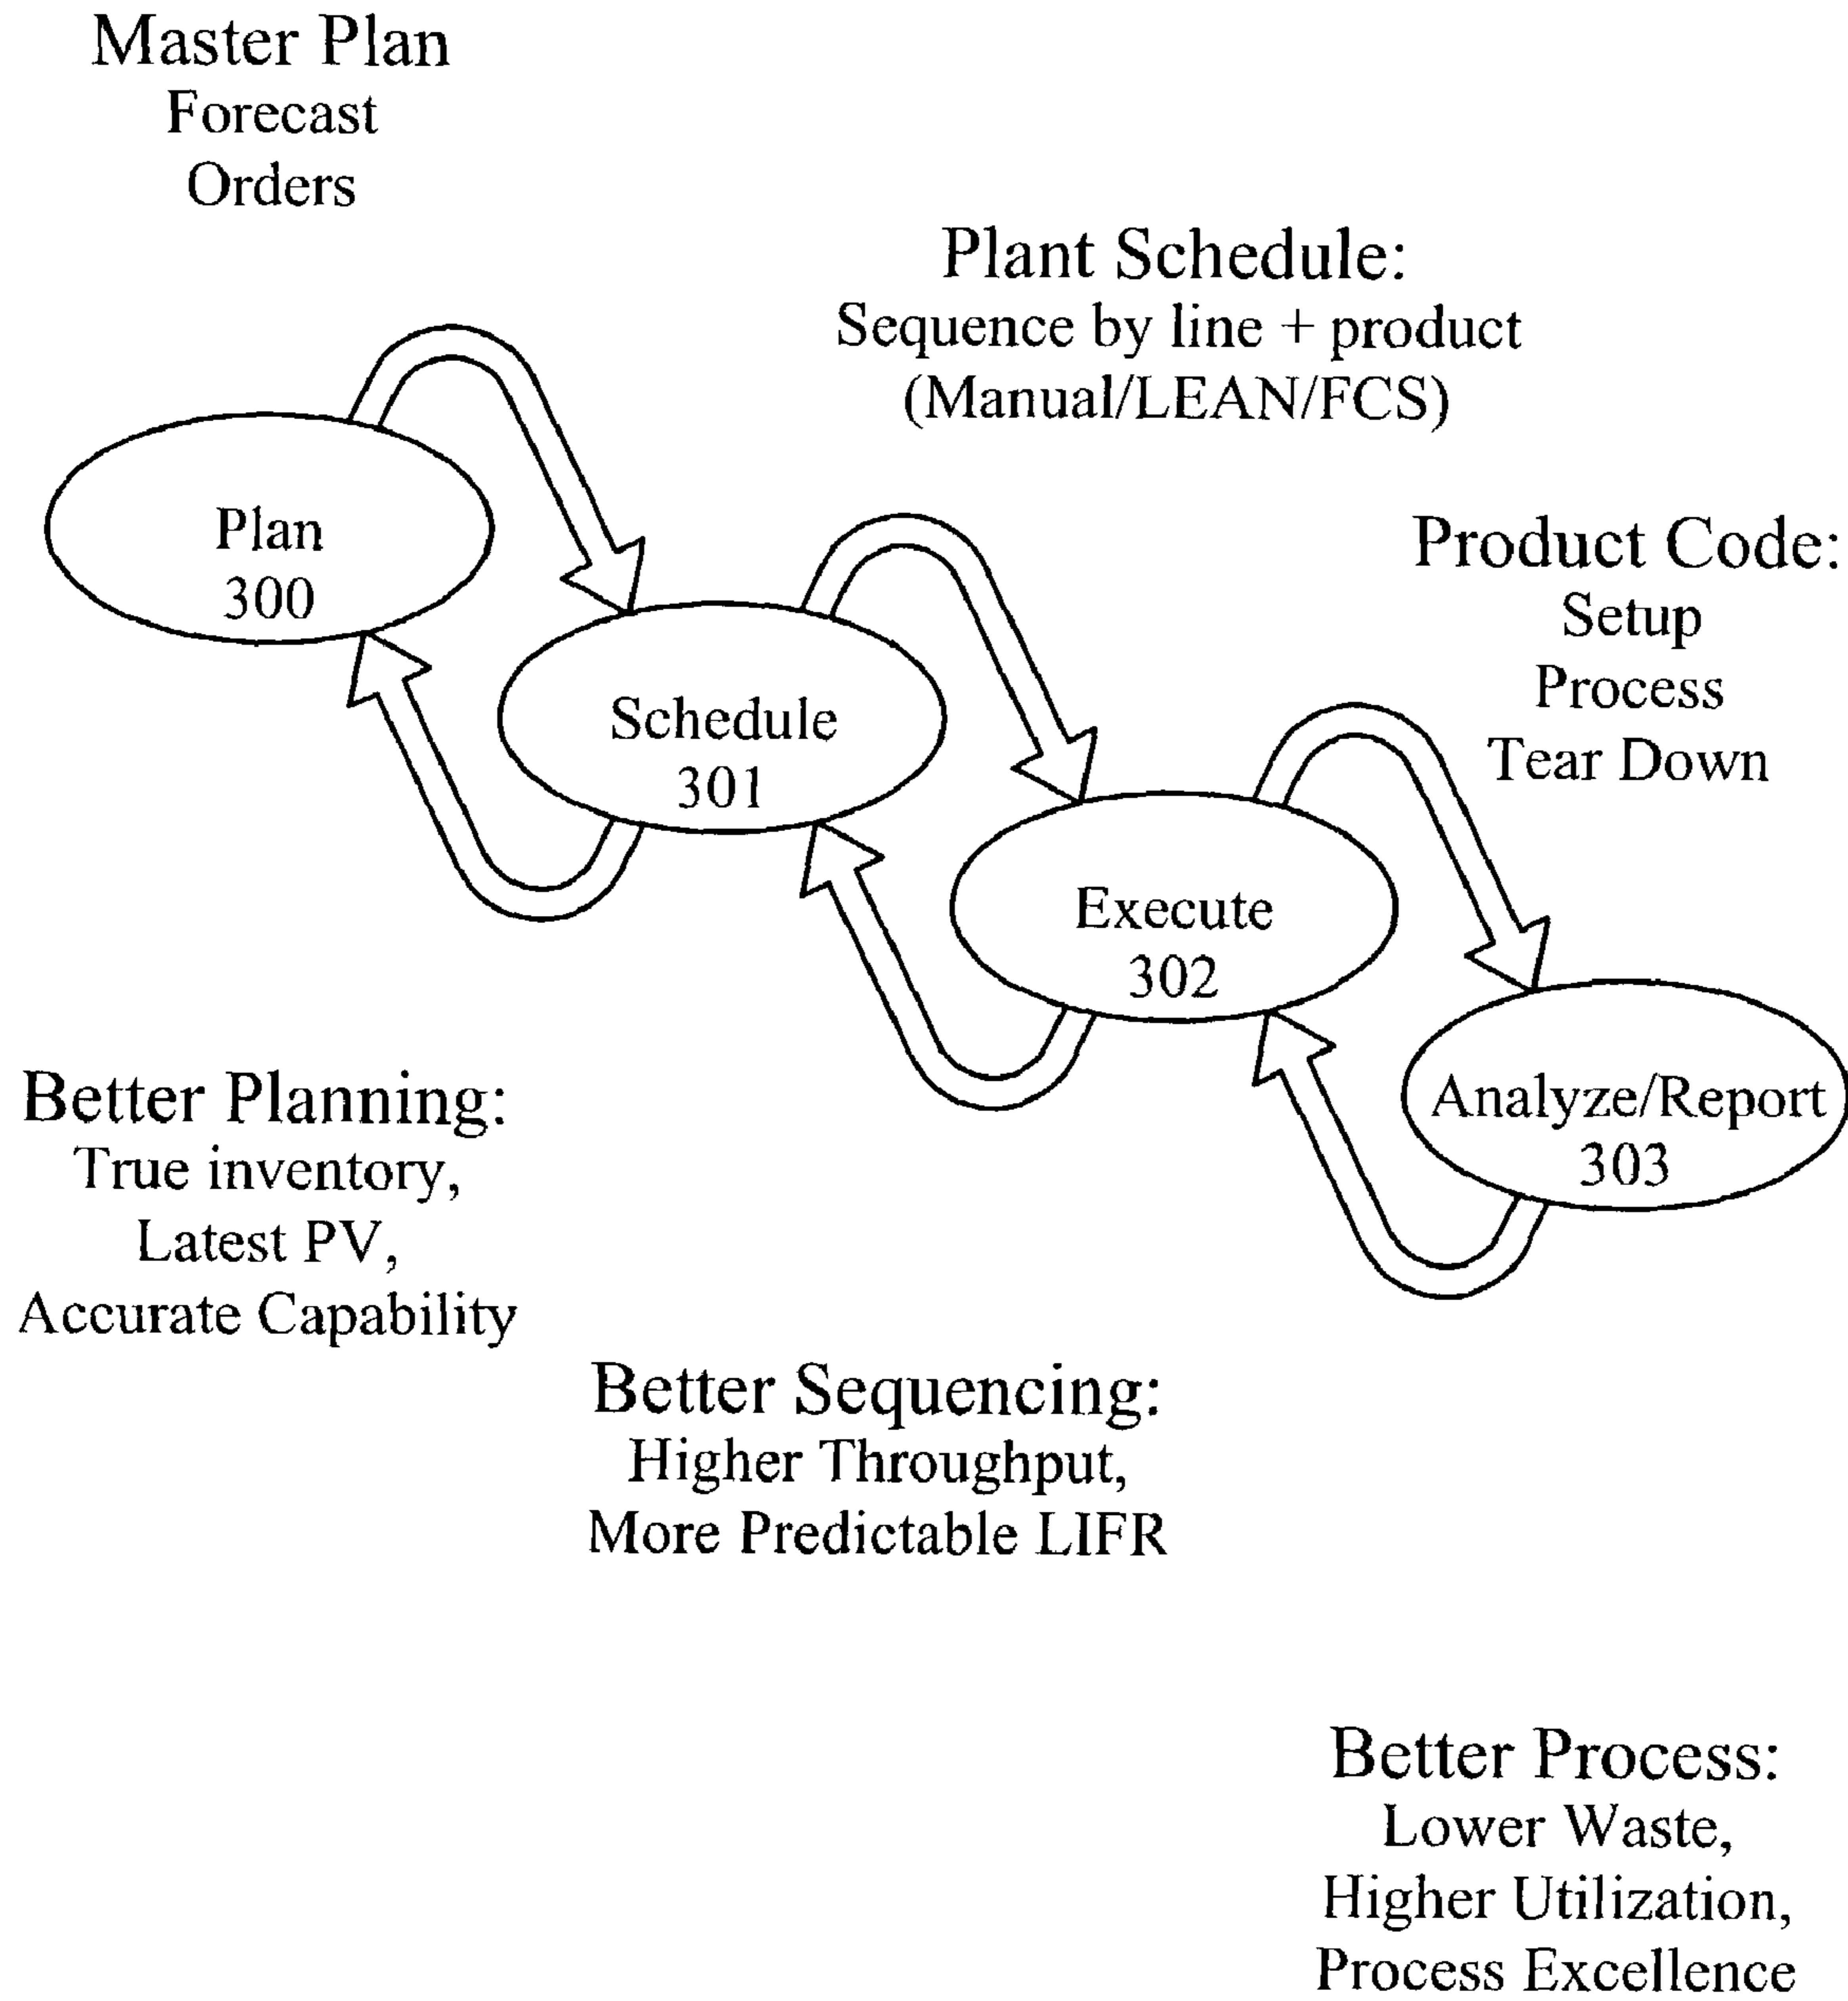 Master Plan
Forecast
Orders
Plant Schedule:
Sequence by line + product
(Manual/LEAN/FCS)
Plan
300
Product Code:
Setup
Process
Tear Down
Schedule
301
Execute
302
Analyze/Report
303
Better Planning:
True inventory,
Latest PV,
Accurate Capability
Better Sequencing:
Higher Throughput,
More Predictable LIFR
Better Process:
Lower Waste,
Higher Utilization,
Process Excellence